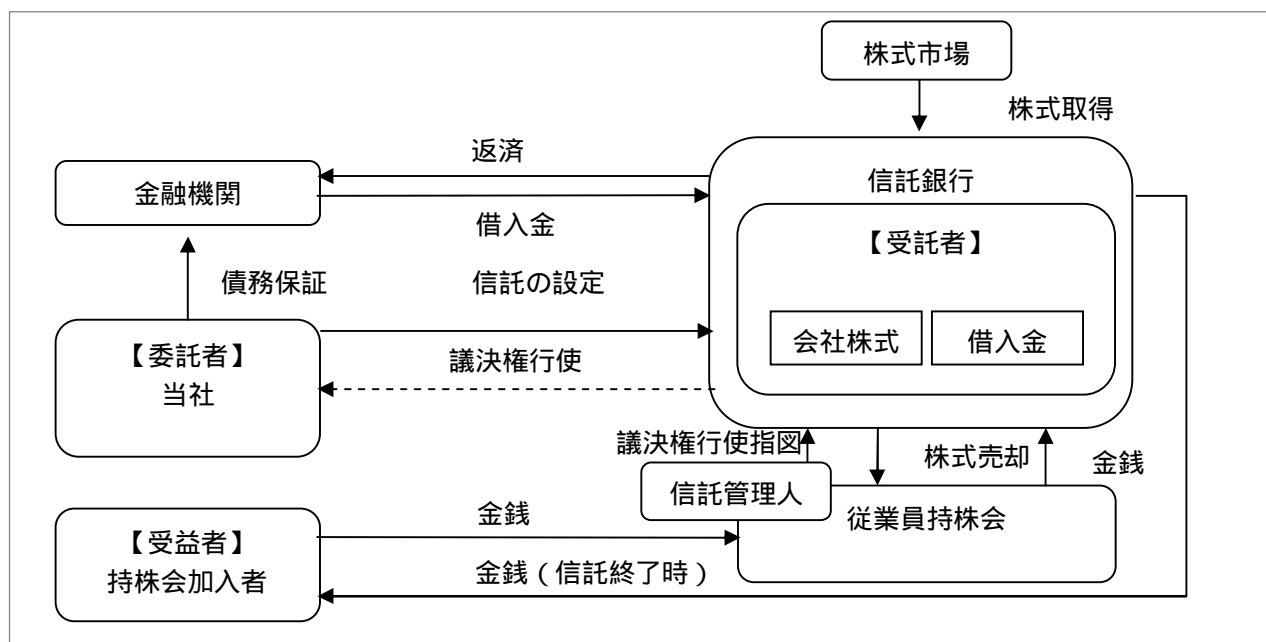 株式市場
株式取得
返済
信託銀行
金融機関
借入金
【受託者】
債務保証
信託の設定
会社株式
借入金
【委託者】
当社
議決権行使
議決権行使指図
株式売却
金銭
信託管理人
従業員持株会
金銭
【受益者】
持株会加入者
金銭（信託終了時）